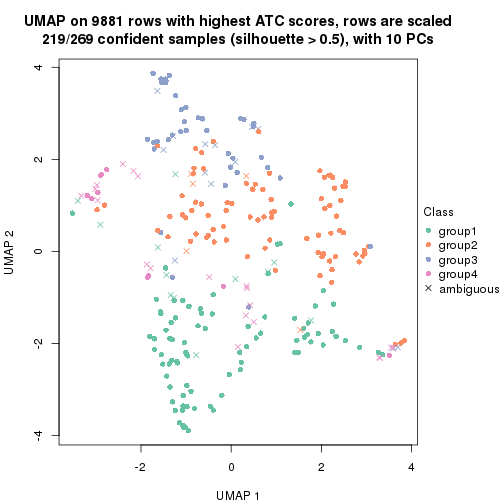 UMAP on 9881 rows with highest ATC scores, rows are scaled
219/269 confident samples (silhouette > 0.5), with 10 PCs
4
2
0
-2
-4
UMAP 2
-2
0
2
4
UMAP 1
Class
group1
group2
group3
group4
ambiguous